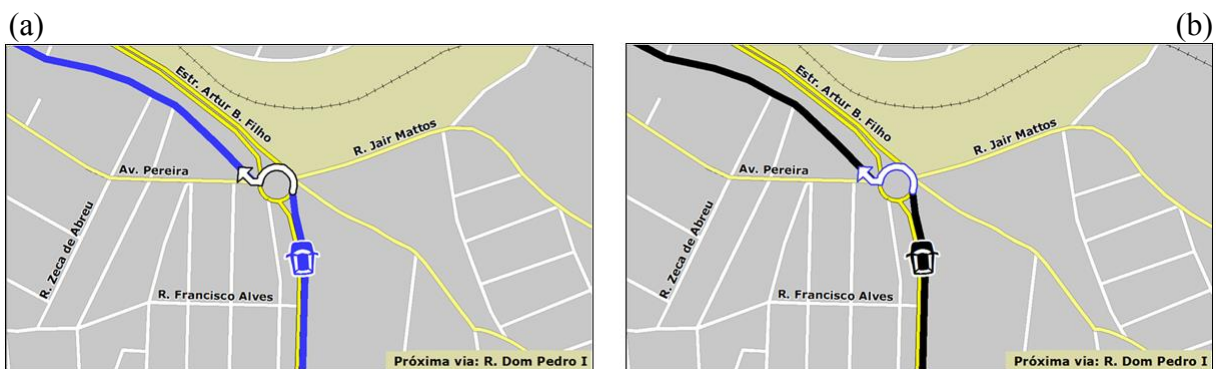 (a)
Estr. Artur B. Filho
R. Jair Mattos
Av. Pereira
R. Zeca de Abreu
R. Francisco Alves
Próxima via: R. Dom Pedro I
(b)
Estr. Artur B. Filho
R. Jair Mattos
Av. Pereira
R. Zeca de Abreu
R. Francisco Alves
Próxima via: R. Dom Pedro I